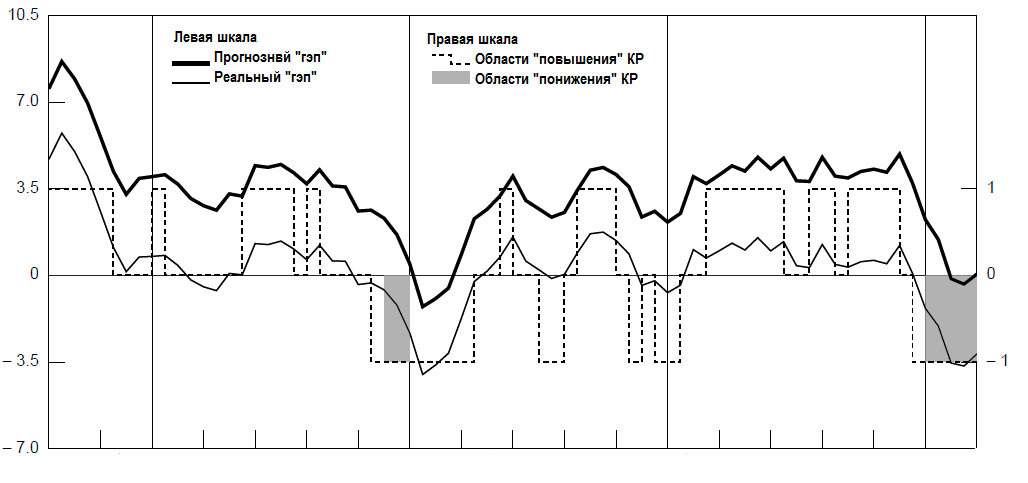 10.5
Левая шкала
Прогнознвй "гэп"
Реальный "гэп"
Правая шкала
Области "повышения" КР
Области "понижения" КР
7.0
3.5
1
0
0
– 3.5
– 1
– 7.0